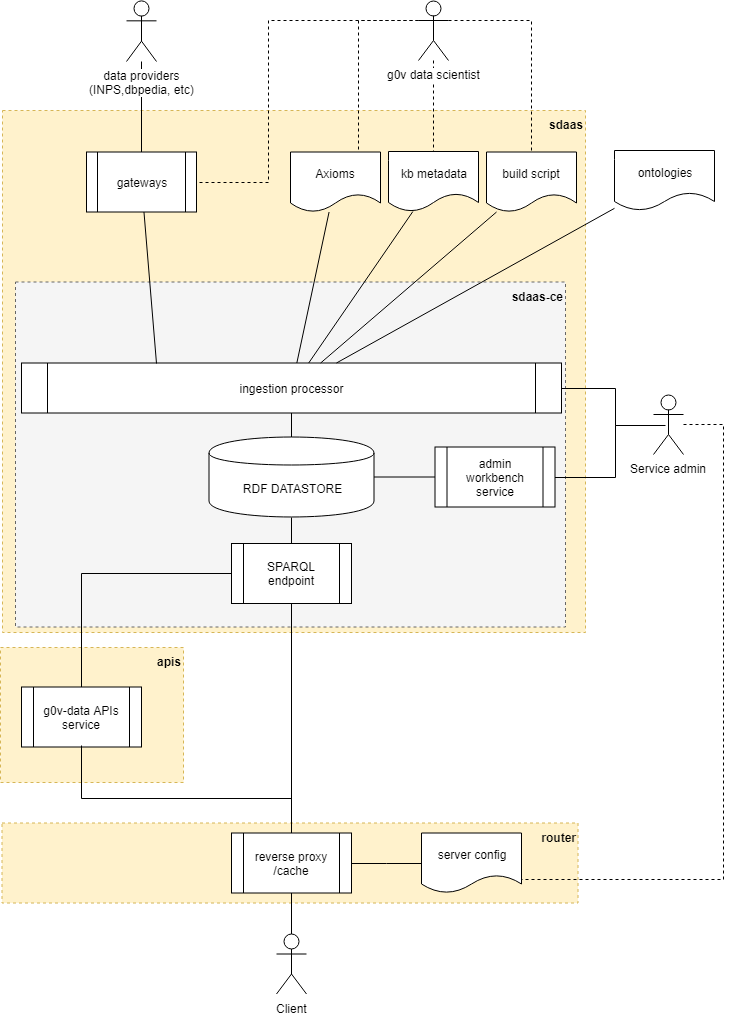 data providers
(INPS,dbpedia, etc)
g0v data scientist
sdaas
gateways
Axioms
kb metadata
build script
ontologies
sdaas-ce
ingestion processor
RDF DATASTORE
admin
workbench
service
Service admin
SPARQL
endpoint
apis
g0v-data APIs
service
router
reverse proxy
/cache
server config
Client